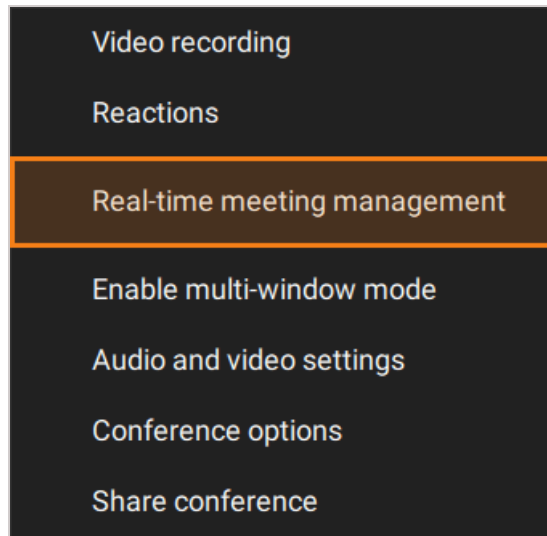 Video recording
Reactions
Real-time meeting management
Enable multi-window mode
Audio and video settings
Conference options
Share conference